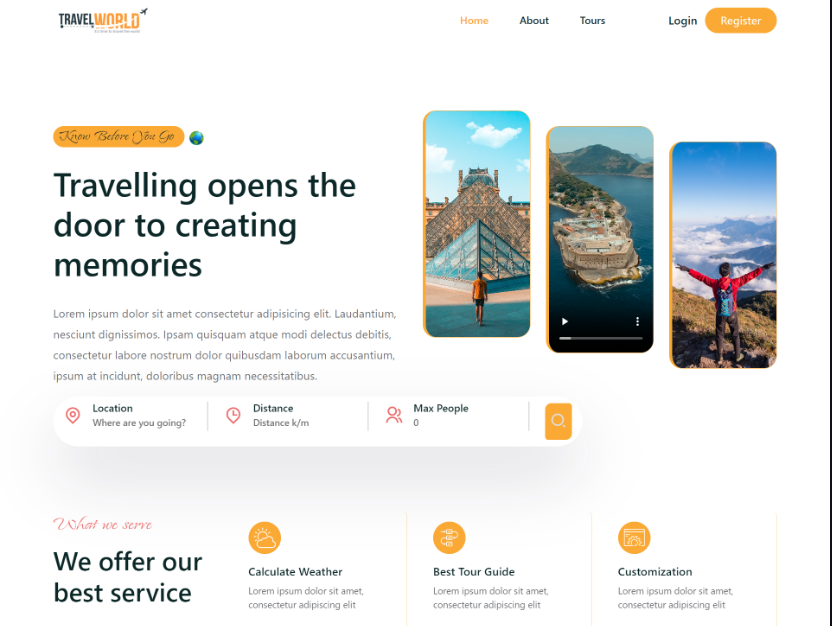 TRAVELWORLD
Home About Tours Login Register
Know Before You Go
Travelling opens the
door to creating
memories
Lorem ipsum dolor sit amet consectetur adipisicing elit. Laudantium,
nesciunt dignissimos. Ipsam quisquam atque modi delectus debitis,
consectetur labore nostrum dolor quibusdam laborum accusantium,
ipsum at incidunt, doloribus magnam necessitatibus.
Location
Where are you going?
Distance
Distance k/m
Max People
0
What we serve
We offer our
best service
Calculate Weather
Lorem ipsum dolor sit amet,
consectetur adipiscing elit
Best Tour Guide
Lorem ipsum dolor sit amet,
consectetur adipiscing elit
Customization
Lorem ipsum dolor sit amet,
consectetur adipiscing elit